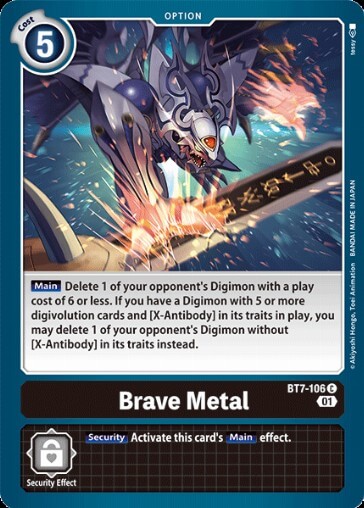 OPTION
Cost
5
tessy
Main Delete 1 of your opponent's Digimon with a play
cost of 6 or less. If you have a Digimon with 5 or more
digivolution cards and [X-Antibody] in its traits in play, you
may delete 1 of your opponent's Digimon without
[X-Antibody] in its traits instead.
©Akiyoshi Hongo, Toei Animation BANDAI MADE IN JAPAN
BT7-106 C
01
Brave Metal
Security Activate this card's Main effect.
Security Effect